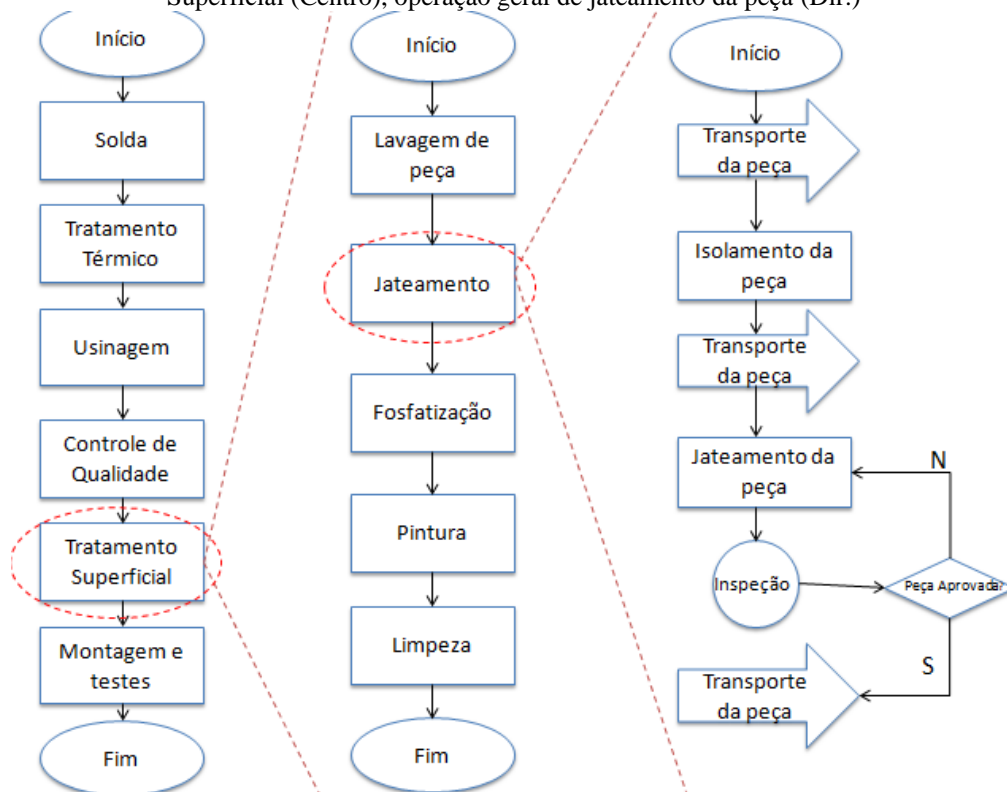 Superficial (Centro), operação geral de jateamento da peça (Dir.)
Início
Solda
Tratamento
Térmico
Usinagem
Controle de
Qualidade
Tratamento
Superficial
Montagem e
testes
Fim
Início
Lavagem de
peça
Jateamento
Fosfatização
Pintura
Limpeza
Fim
Início
Transporte
da peça
Isolamento da
peça
Transporte
da peça
Jateamento da
peça
N
Inspeção
Peça Aprovada?
S
Transporte
da peça